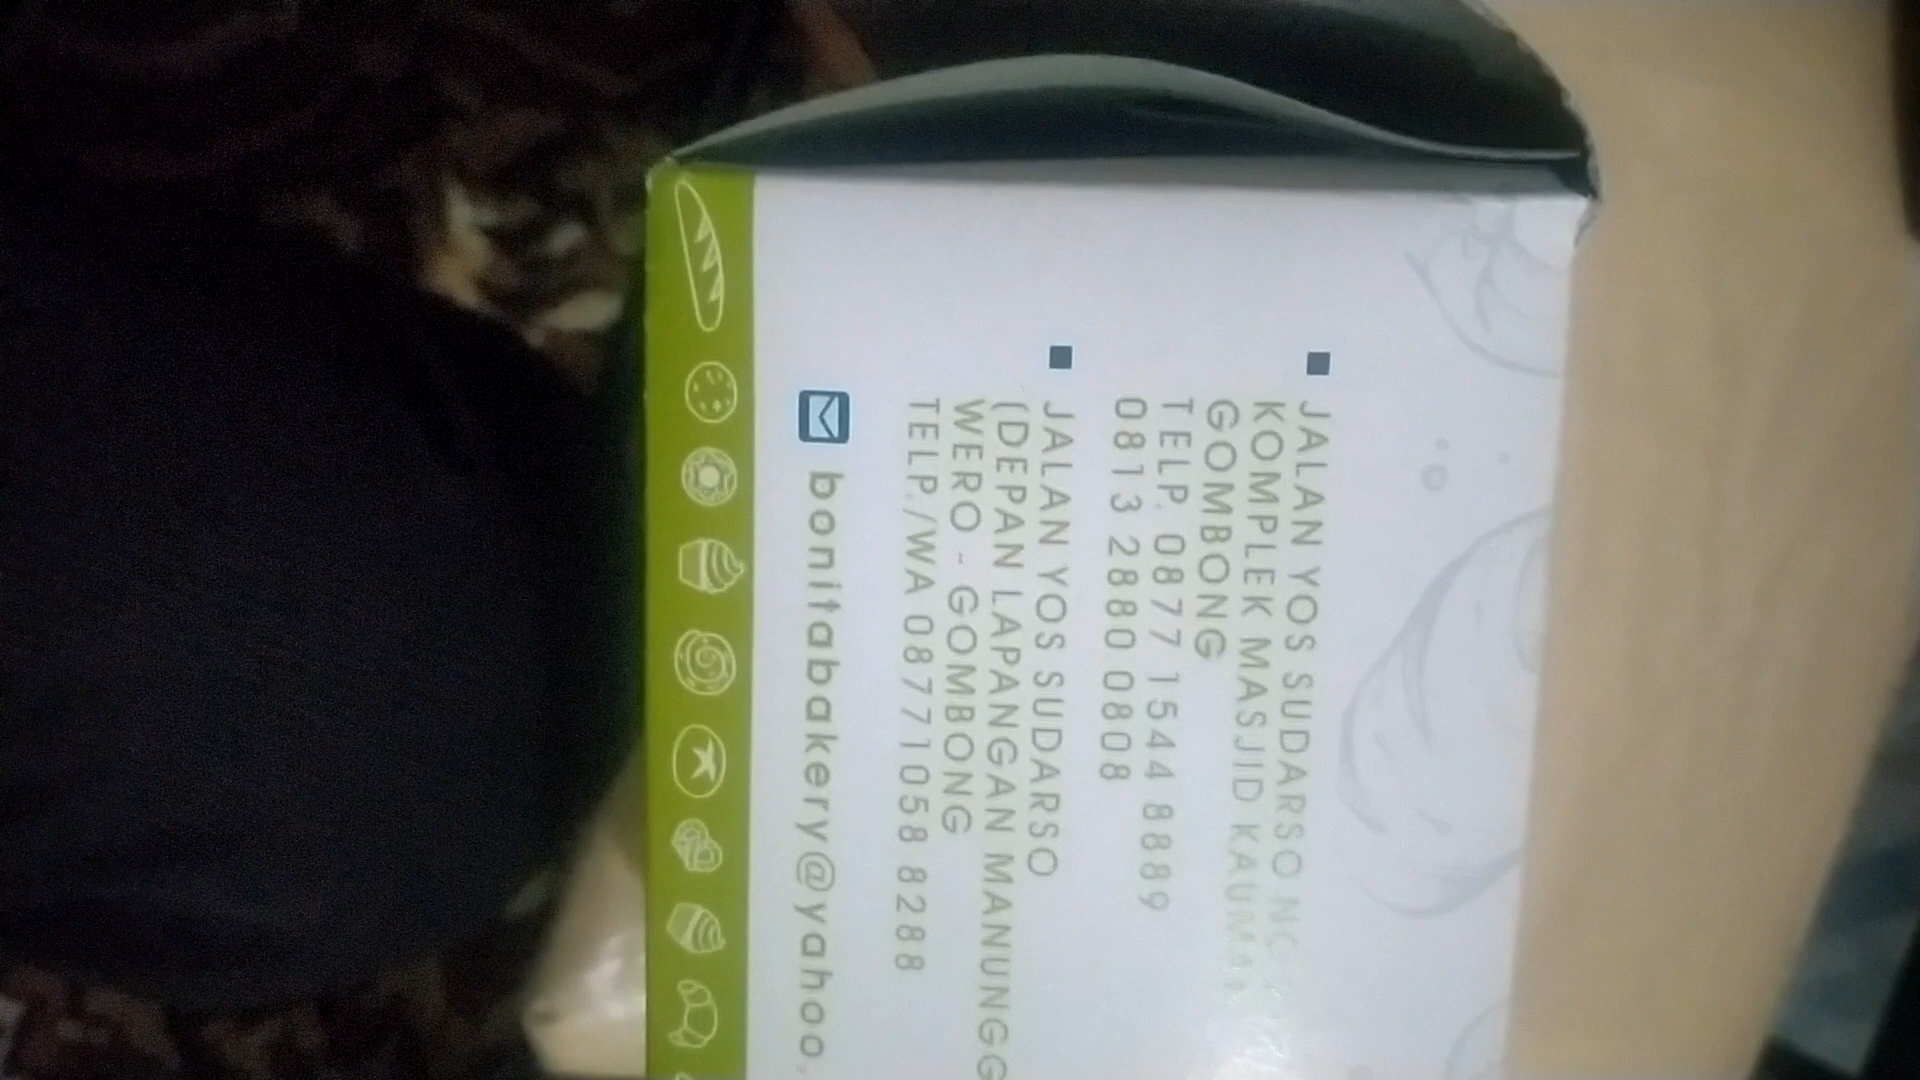 JALAN YOS SUDARSO
KOMPLEK MASJID
GOMBONG
TELP. 0877 1544 8889
0813 2880 0808
JALAN YOS SUDARSO
(DEPAN LAPANGAN MANUNGG
WERO - GOMBONG
TELP./WA 0877 1058 8288
bonitabakery@yahoo.